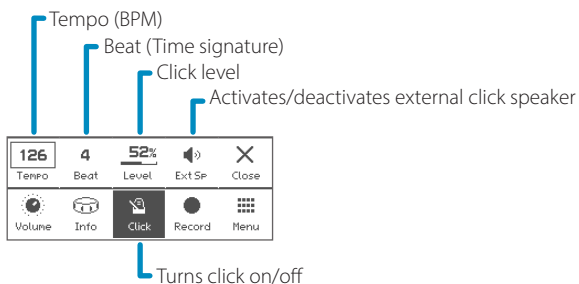 Tempo (BPM)
Beat (Time signature)
Click level
Activates/deactivates external click speaker
126 4 52% Close
Tempo Beat Level Ext Sp Close
Volume Info Click Record Menu
Turns click on/off